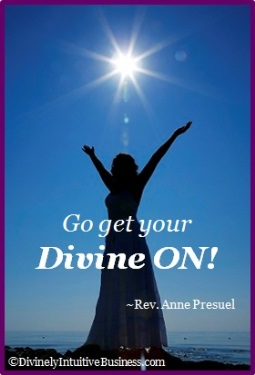 Go get your
Divine ON!
~Rev. Anne Presuel
©DivinelyIntuitiveBusiness.com